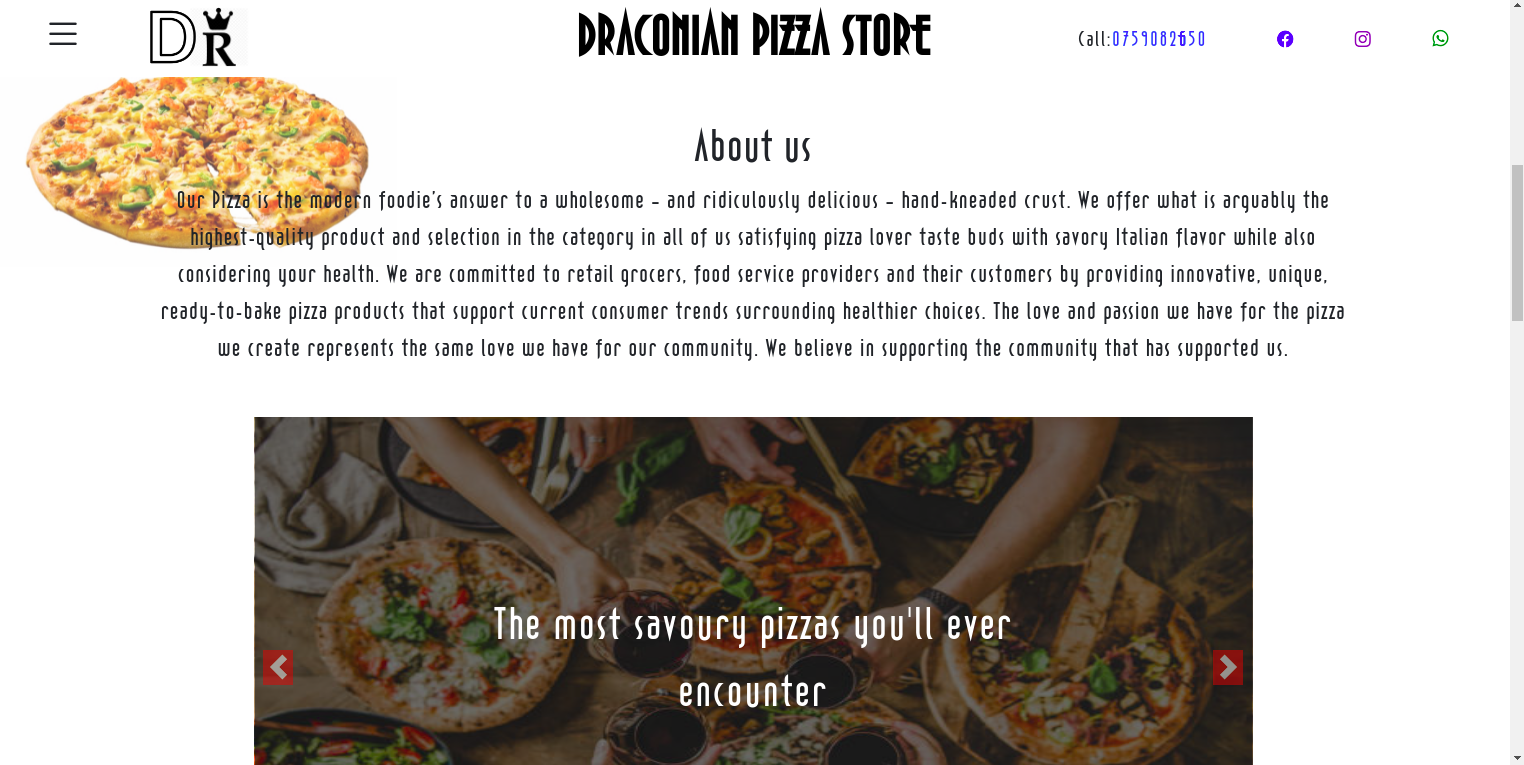 DR
DRACONIAN PIZZA STORE
Call:0759082650
About us
Our Pizza is the modern foodie's answer to a wholesome – and ridiculously delicious – hand-kneaded crust. We offer what is arguably the
highest-quality product and selection in the category in all of us satisfying pizza lover taste buds with savory Italian flavor while also
considering your health. We are committed to retail grocers, food service providers and their customers by providing innovative, unique,
ready-to-bake pizza products that support current consumer trends surrounding healthier choices. The love and passion we have for the pizza
we create represents the same love we have for our community. We believe in supporting the community that has supported us.
The most savoury pizzas you'll ever
encounter